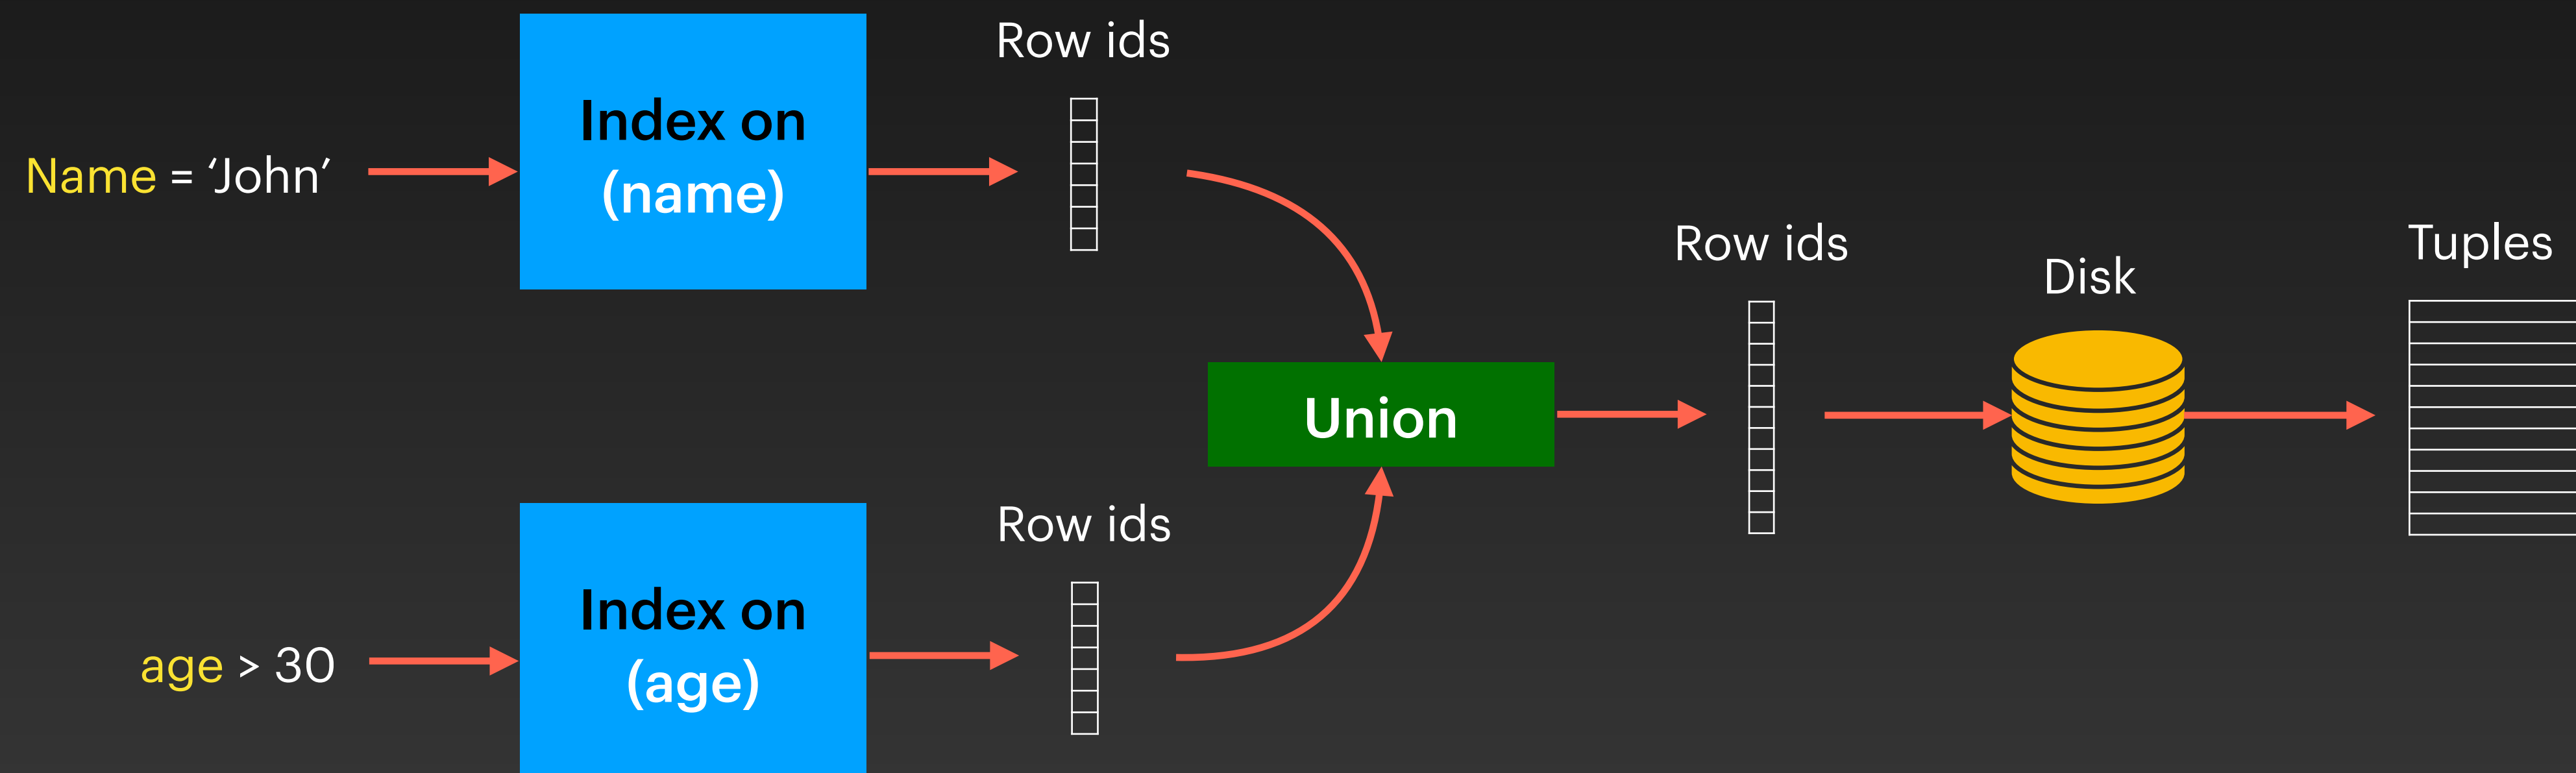 Name = ‘John’
Index on
(name)
Row ids
age > 30
Index on
(age)
Row ids
Union
Row ids
Disk
Tuples